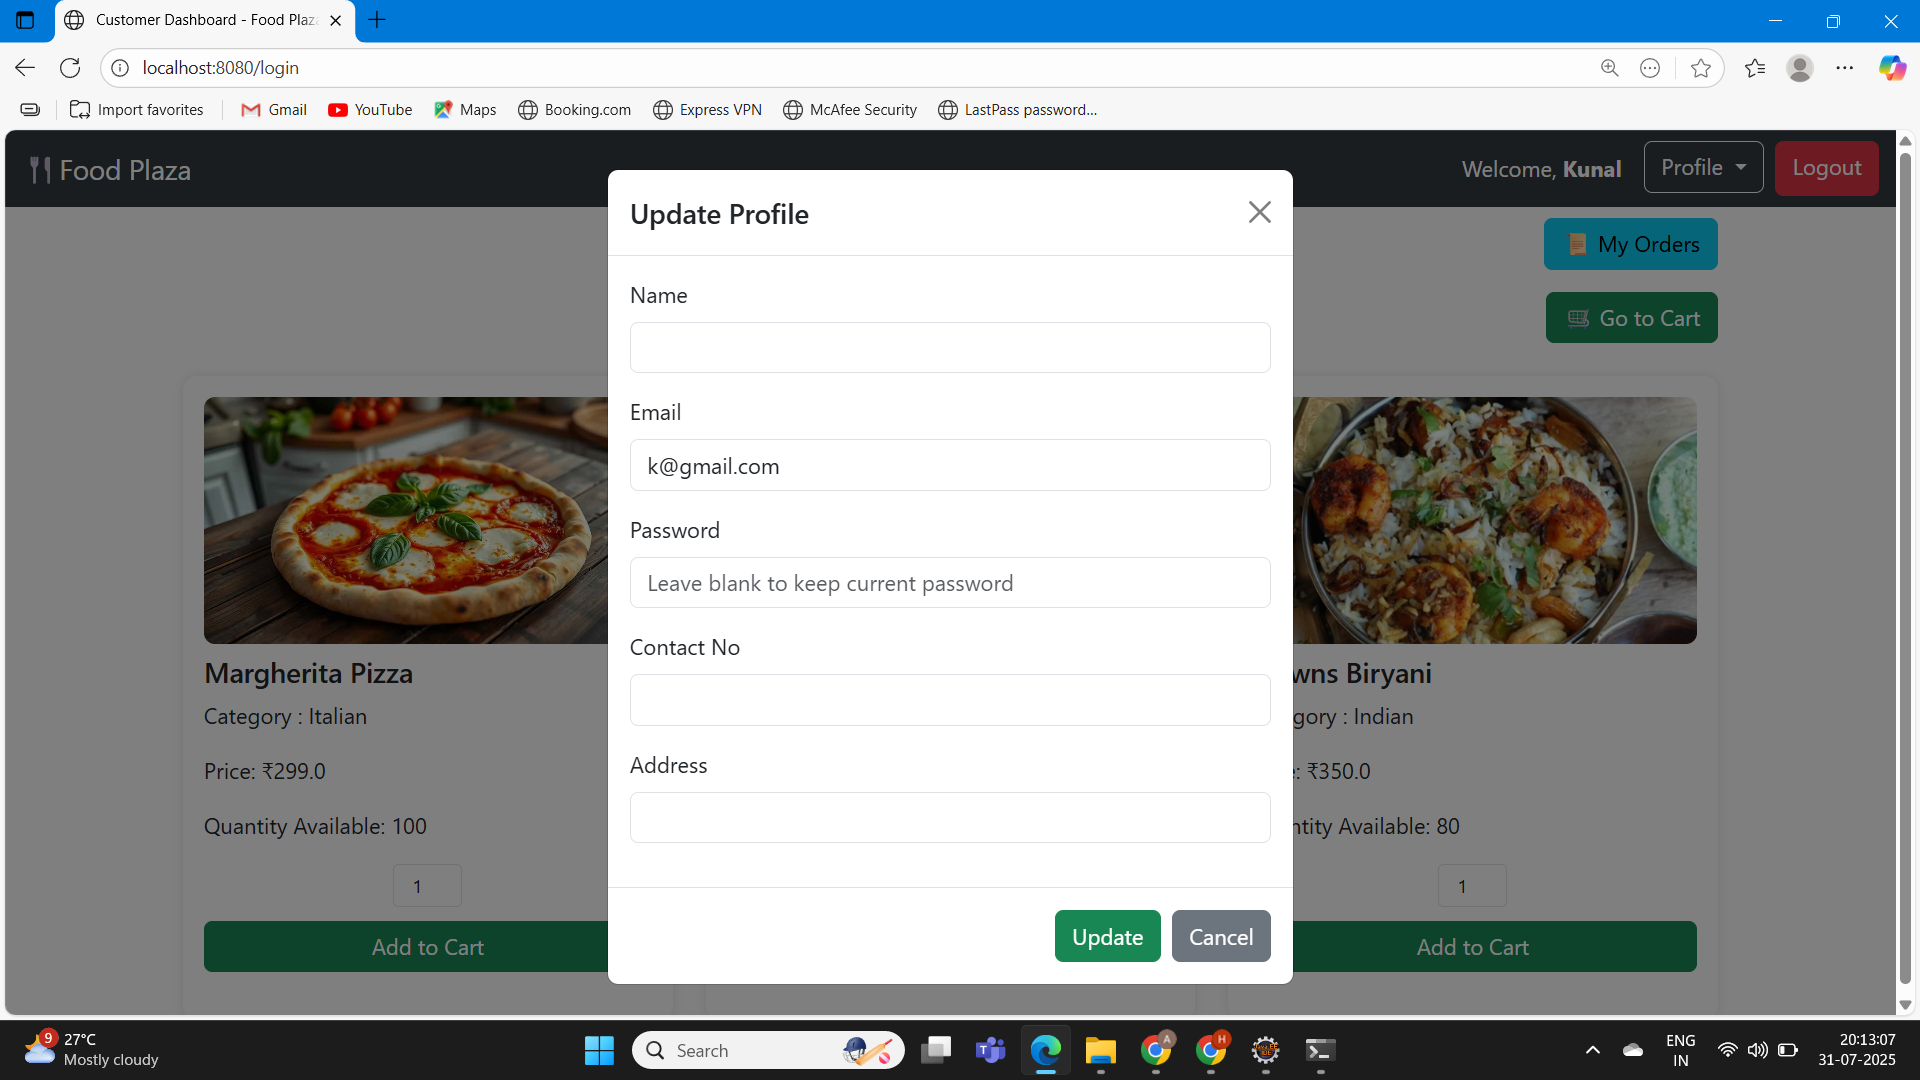 Customer Dashboard - Food Plaz
localhost:8080/login
Import favorites Gmail YouTube Maps Booking.com Express VPN McAfee Security LastPass password...
Food Plaza
Welcome, Kunal Profile Logout
Update Profile
My Orders
Go to Cart
Name
Email
k@gmail.com
Password
Leave blank to keep current password
Contact No
Address
Update Cancel
Margherita Pizza
Category : Italian
Price: ₹299.0
Quantity Available: 100
1
Add to Cart
wns Biryani
gory : Indian
: ₹350.0
ntity Available: 80
1
Add to Cart
9
27°C
Mostly cloudy
Search
A
H
ENG
IN
20:13:07
31-07-2025